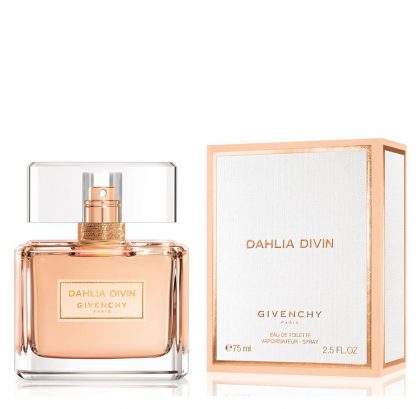 DAHLIA DIVIN
GIVENCHY
PARIS
DAHLIA DIVIN
GIVENCHY
PARIS
EAU DE TOILETTE
VAPORISATEUR - SPRAY
℮75 ml 2.5 FL.OZ